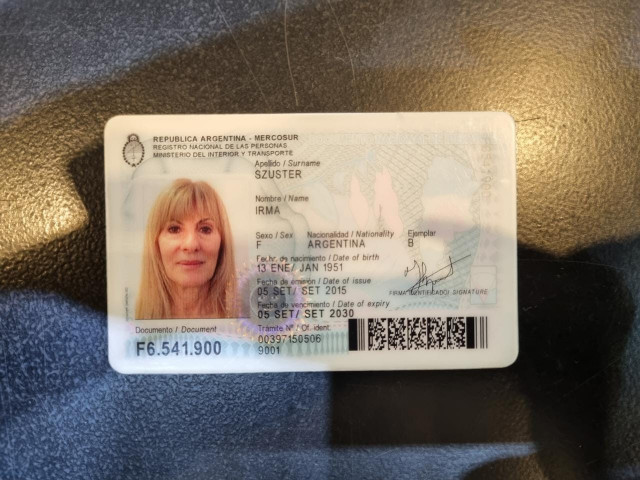 REPUBLICA ARGENTINA - MERCOSUR
REGISTRO NACIONAL DE LAS PERSONAS
MINISTERIO DEL INTERIOR Y TRANSPORTE
Apellido / Surname
SZUSTER
Nombre / Name
IRMA
Sexo / Sex Nacionalidad / Nationality Ejemplar
F ARGENTINA B
Fecha de nacimiento / Date of birth
13 ENE/ JAN 1951
Fecha de emisión / Date of issue
05 SET/ SET 2015
FIRMA IDENTIFICADO/ SIGNATURE
Fecha de vencimiento / Date of expiry
05 SET/ SET 2030
Documento / Document
F6.541.900
Trámite Nº / Of. ident.
00397150506
9001